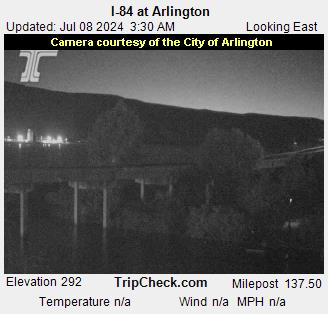 I-84 at Arlington
Updated: Jul 08 2024 3:30 AM Looking East
Camera courtesy of the City of Arlington
Elevation 292 TripCheck.com Milepost 137.50
Temperature n/a Wind n/a MPH n/a